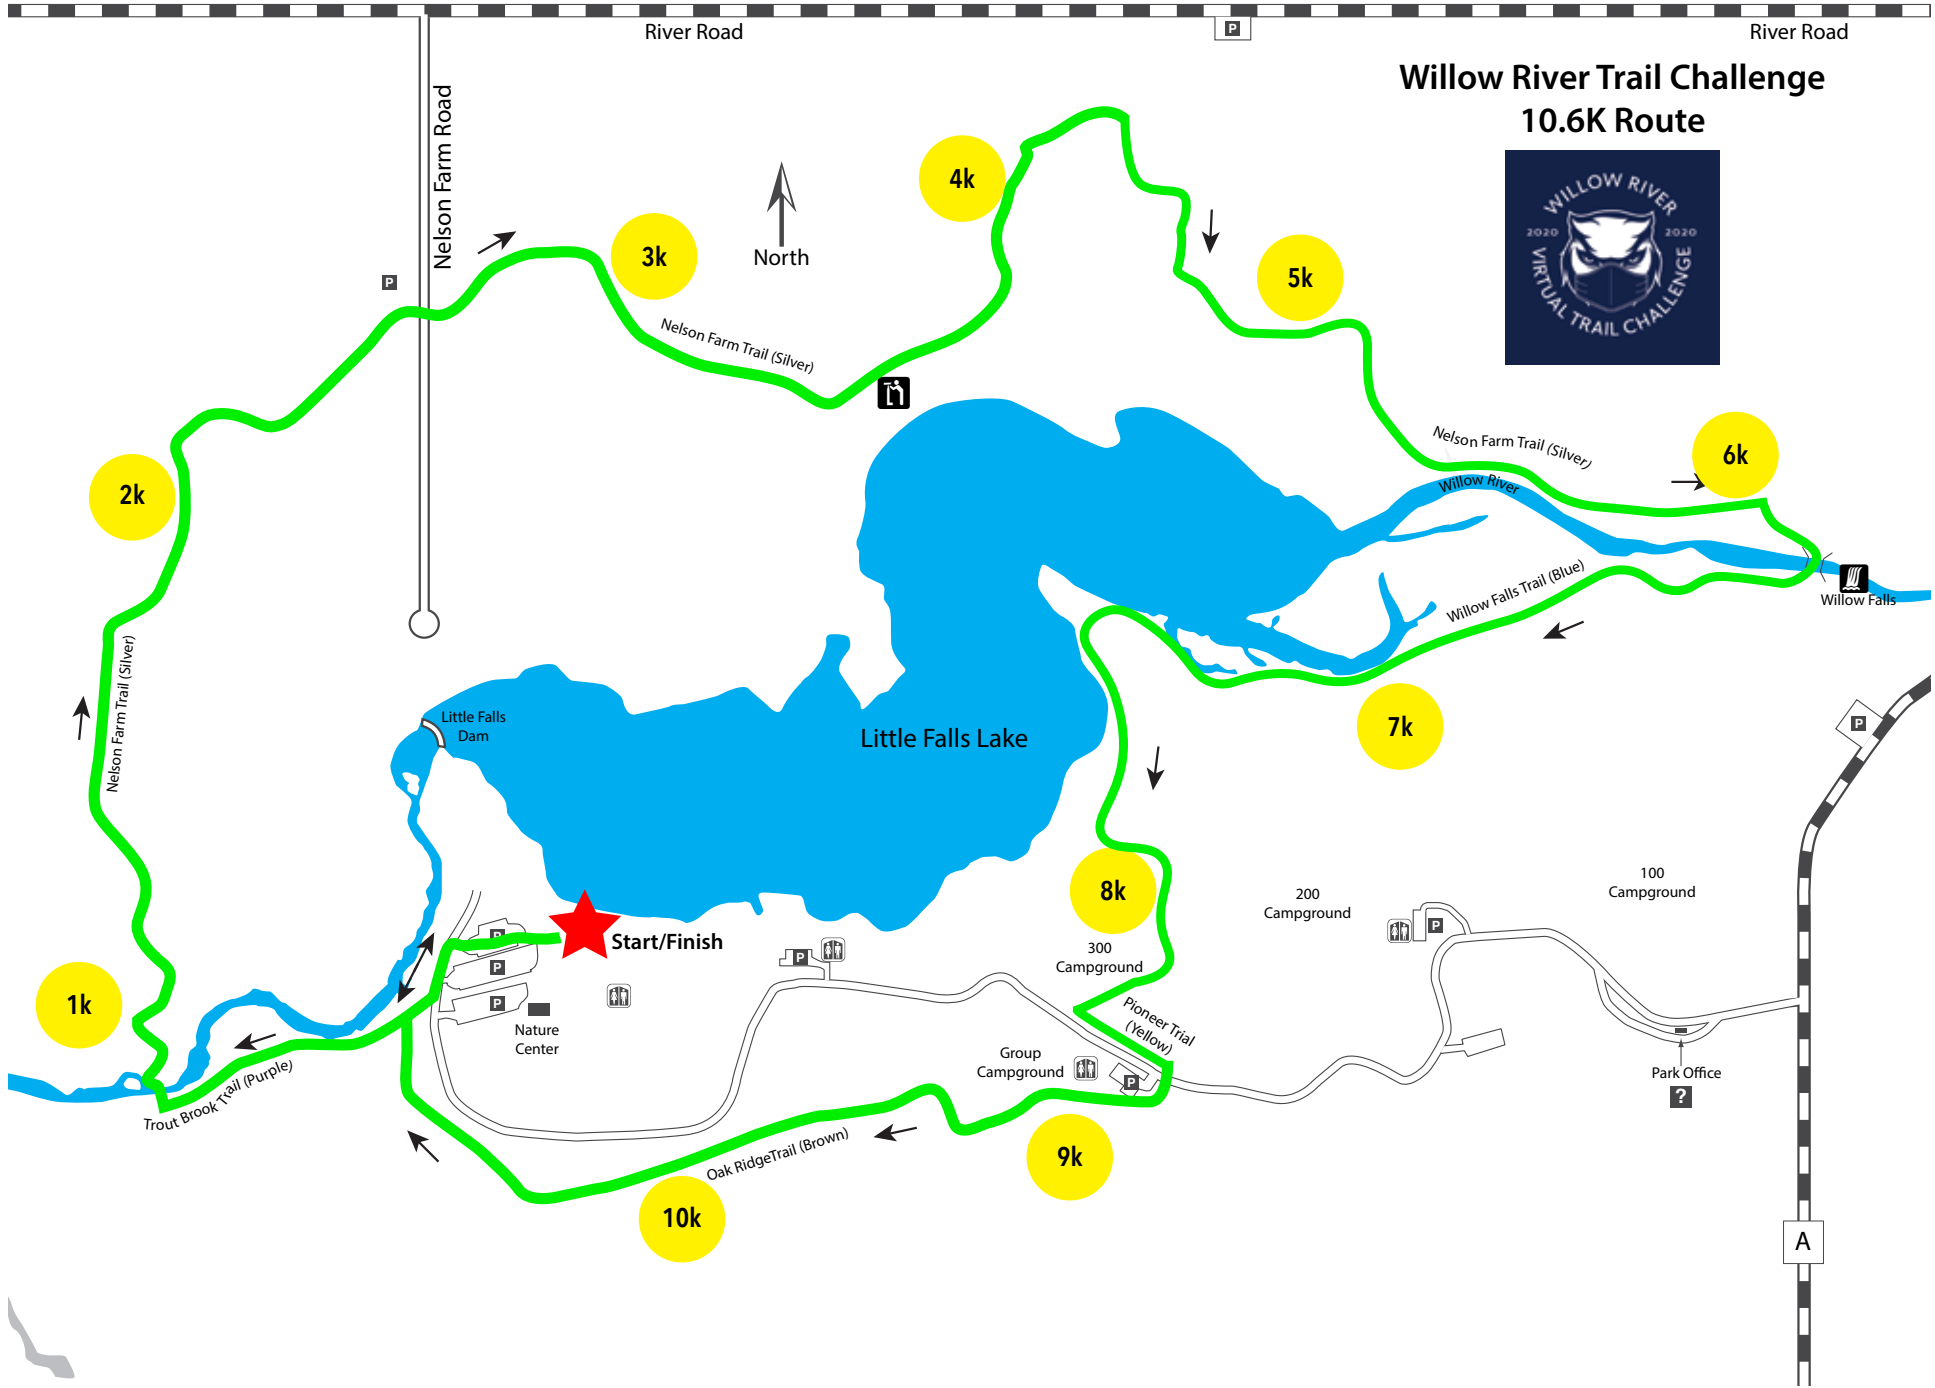 River Road
P
River Road
Willow River Trail Challenge
10.6K Route
WILLOW RIVER
2020
2020
VIRTUAL TRAIL CHALLENGE
Nelson Farm Road
4k
3k
North
5k
P
Nelson Farm Trail (Silver)
Nelson Farm Trail (Silver)
6k
2k
Willow River
Willow Falls Trail (Blue)
Willow Falls
Nelson Farm Trail (Silver)
Little Falls
Dam
Little Falls Lake
7k
P
8k
200
Campground
100
Campground
P
P
Start/Finish
300
Campground
P
P
1k
P
Nature
Center
Pioneer Trial
(Yellow)
Group
Campground
P
Park Office
?
Trout Brook Trail (Purple)
Oak RidgeTrail (Brown)
9k
10k
A